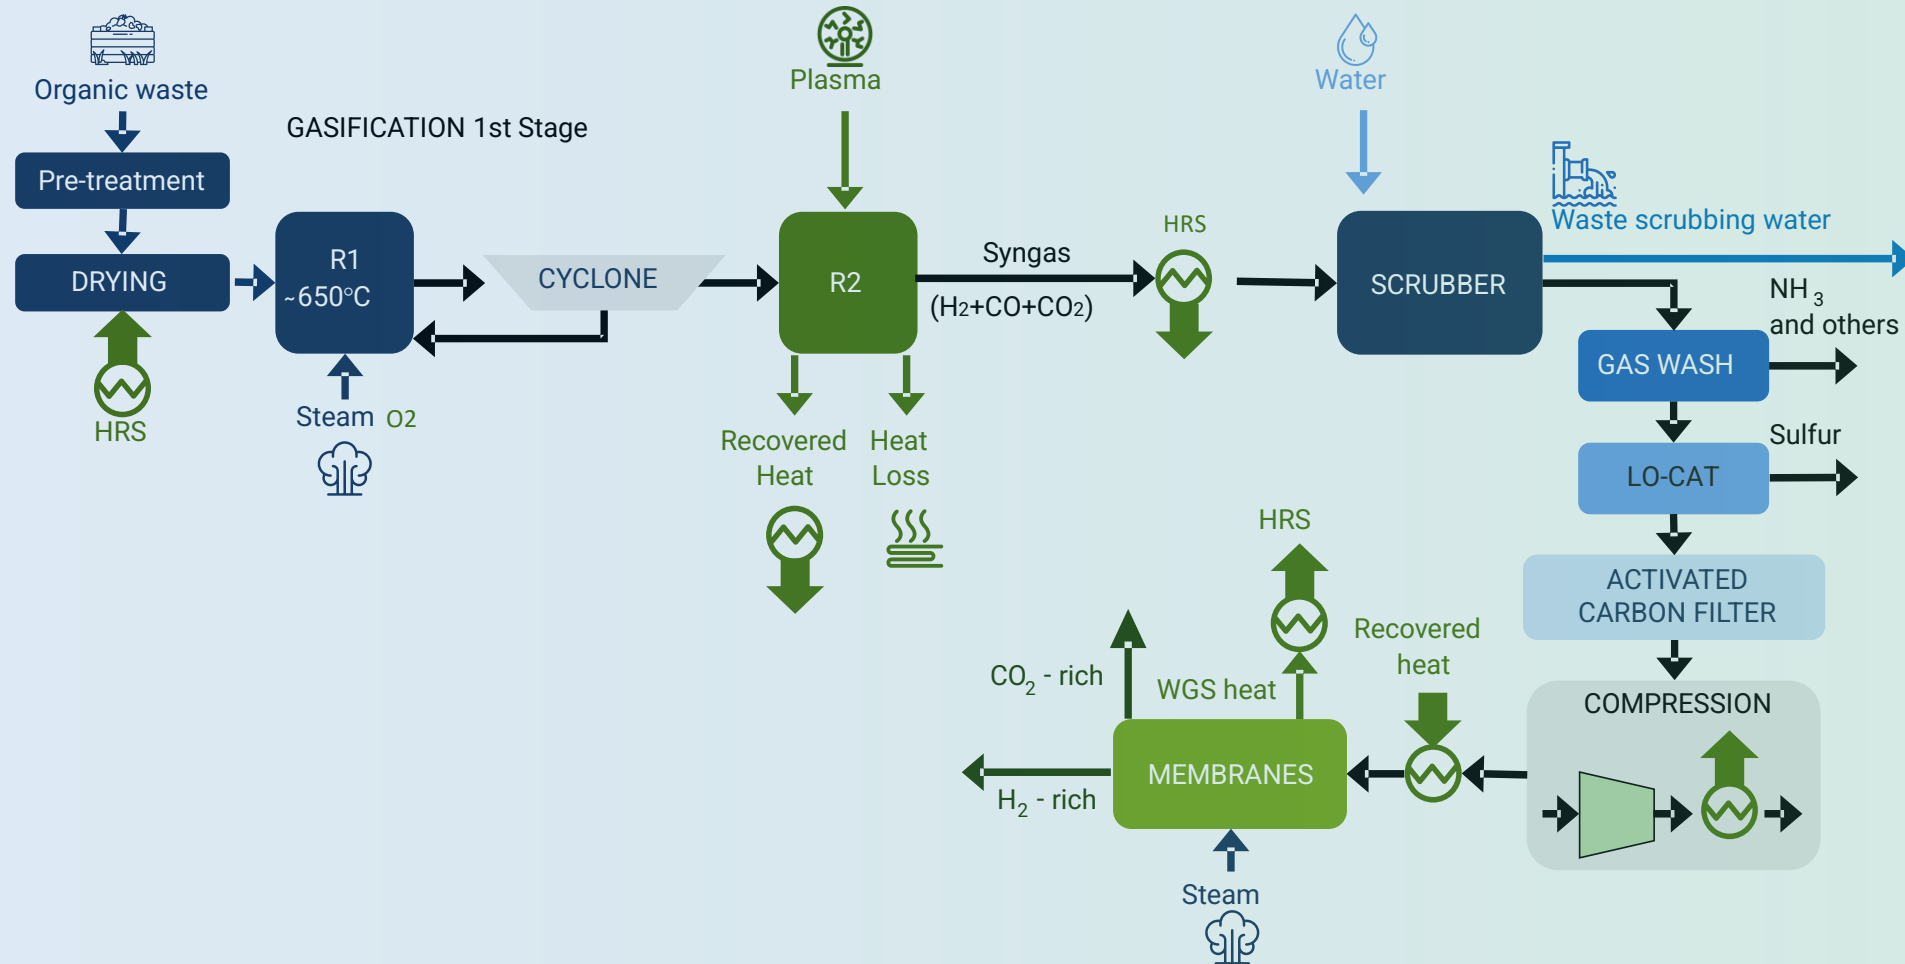 Organic waste
Pre-treatment
DRYING
HRS
GASIFICATION 1st Stage
R1
~650°C
Steam O2
CYCLONE
Plasma
R2
Recovered
Heat
Heat
Loss
Syngas
(H2+CO+CO2)
HRS
Water
SCRUBBER
Waste scrubbing water
GAS WASH
NH3
and others
LO-CAT
Sulfur
ACTIVATED
CARBON FILTER
COMPRESSION
Recovered
heat
HRS
WGS heat
MEMBRANES
CO2 - rich
H2 - rich
Steam